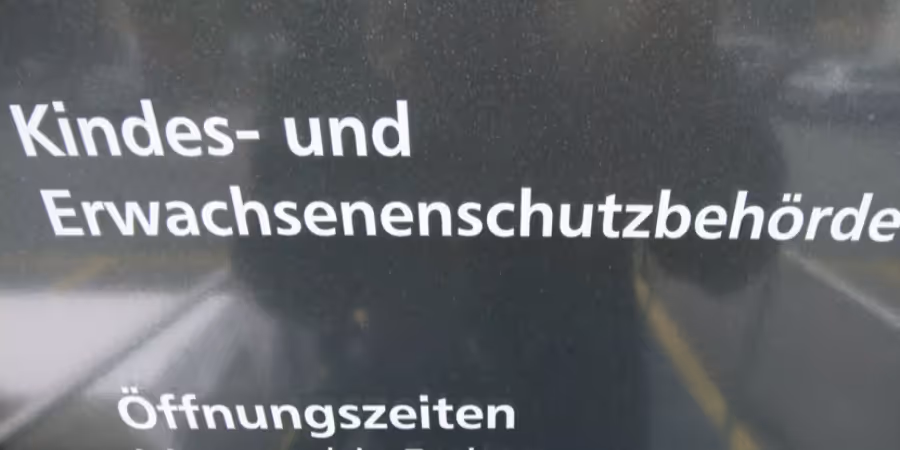 Kindes- und
Erwachsenenschutzbehörde
Öffnungszeiten